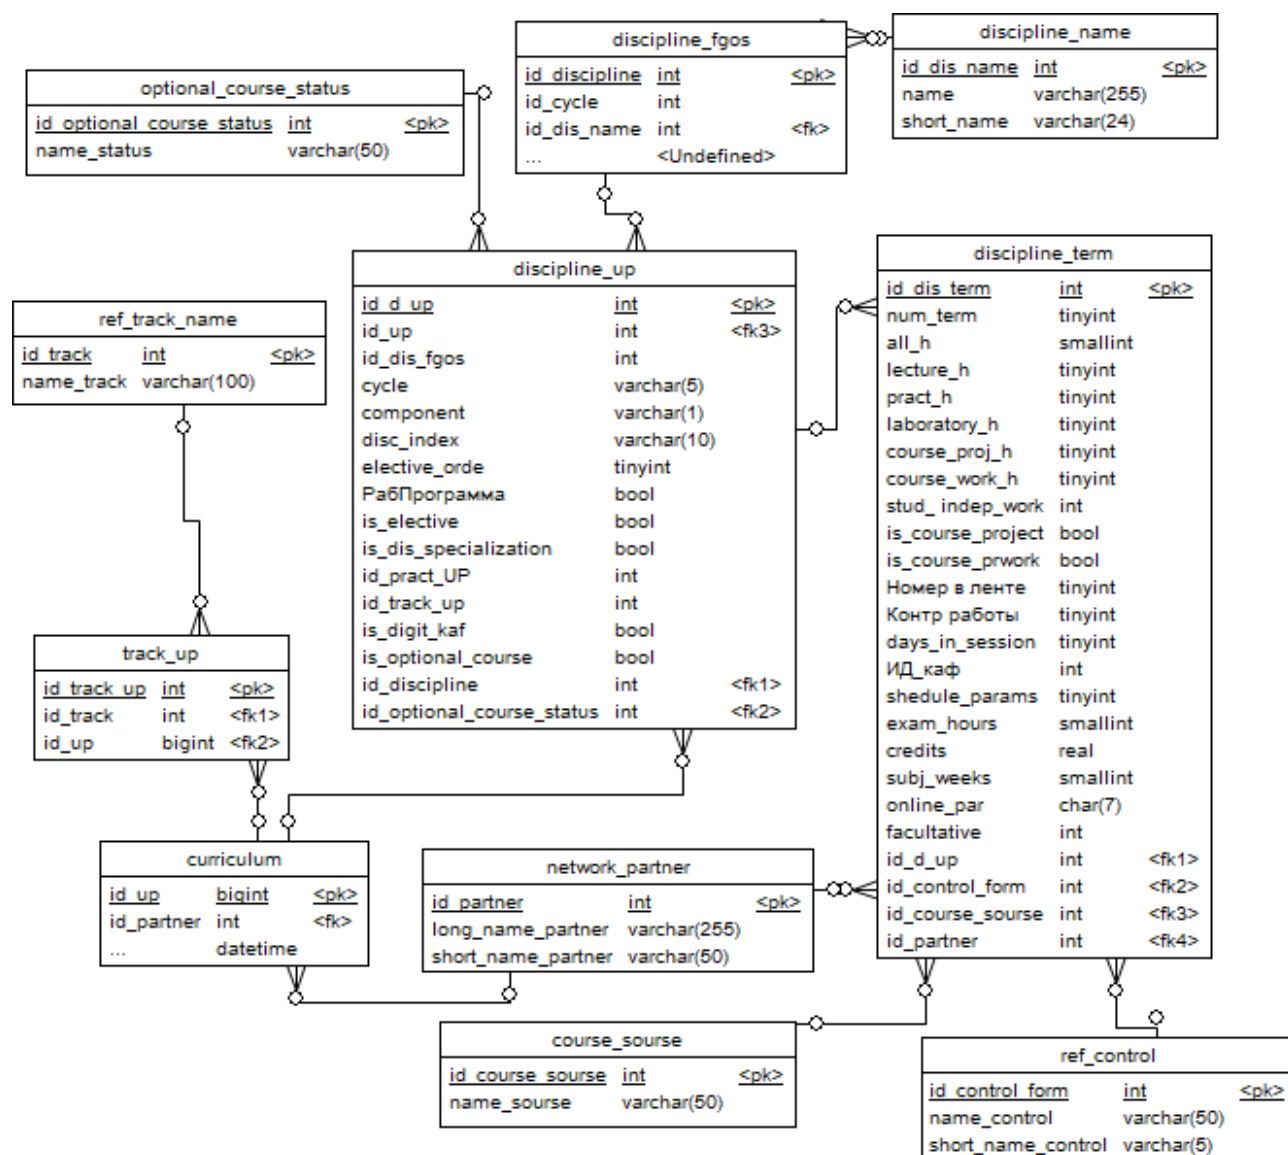 optional_course_status
id_optional_course_status int <pk>
name_status varchar(50)
discipline_fgos
id_discipline int <pk>
id_cycle int
id_dis_name int <fk>
... <Undefined>
discipline_name
id_dis_name int <pk>
name varchar(255)
short_name varchar(24)
ref_track_name
id_track int <pk>
name_track varchar(100)
discipline_up
id_d_up int <pk>
id_up int <fk3>
id_dis_fgos int
cycle varchar(5)
component varchar(1)
disc_index varchar(10)
elective_orde tinyint
РабПрограмма bool
is_elective bool
is_dis_specialization bool
id_pract_UP int
id_track_up int
is_digit_kaf bool
is_optional_course bool
id_discipline int <fk1>
id_optional_course_status int <fk2>
discipline_term
id_dis_term int <pk>
num_term tinyint
all_h smallint
lecture_h tinyint
pract_h tinyint
laboratory_h tinyint
course_proj_h tinyint
course_work_h tinyint
stud_ indep_work int
is_course_project bool
is_course_prwork bool
Номер в ленте tinyint
Контр работы tinyint
days_in_session tinyint
ИД_каф int
shedule_params tinyint
exam_hours smallint
credits real
subj_weeks smallint
online_par char(7)
facultative int
id_d_up int <fk1>
id_control_form int <fk2>
id_course_sourse int <fk3>
id_partner int <fk4>
track_up
id_track_up int <pk>
id_track int <fk1>
id_up bigint <fk2>
curriculum
id_up bigint <pk>
id_partner int <fk>
... datetime
network_partner
id_partner int <pk>
long_name_partner varchar(255)
short_name_partner varchar(50)
course_sourse
id_course_sourse int <pk>
name_sourse varchar(50)
ref_control
id_control_form int <pk>
name_control varchar(50)
short_name_control varchar(5)